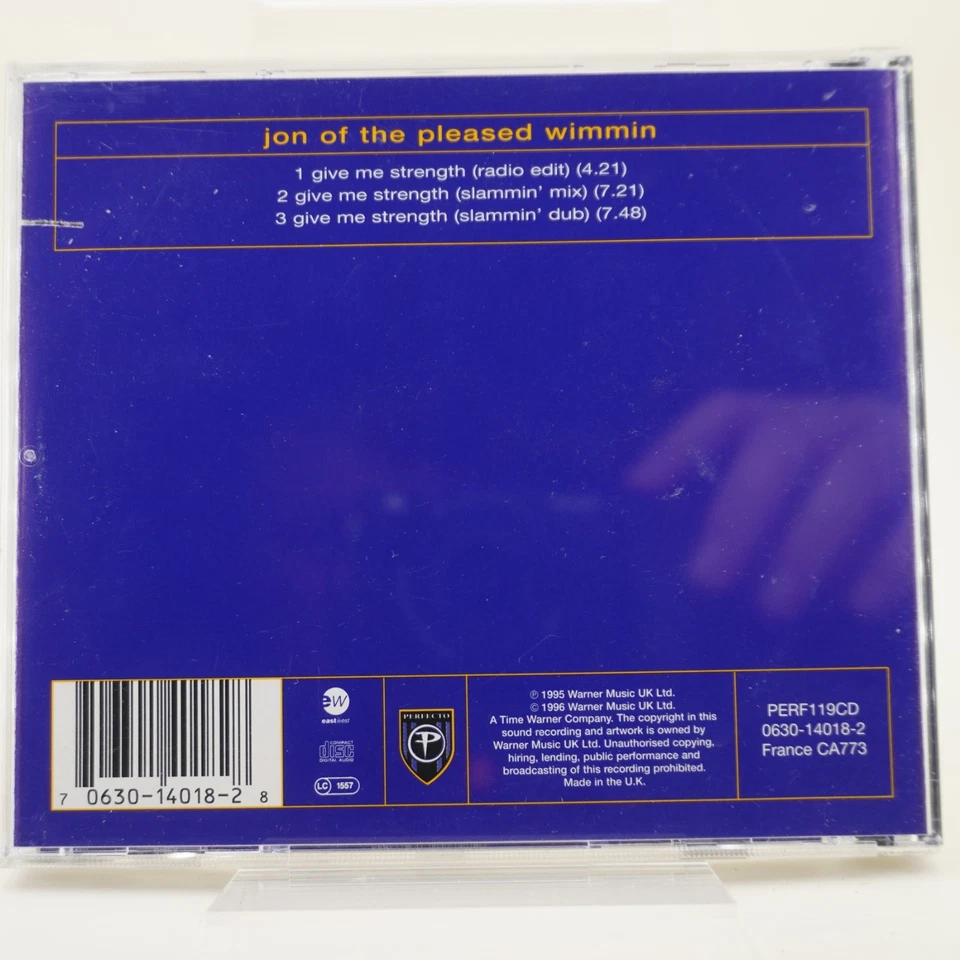 jon of the pleased wimmin
1 give me strength (radio edit) (4.21)
2 give me strength (slammin' mix) (7.21)
3 give me strength (slammin' dub) (7.48)
7 0630-14018-2 8
ew
eastwest
COMPACT
disc
DIGITAL AUDIO
LC 1557
PERFECTO
P
℗ 1995 Warner Music UK Ltd.
© 1996 Warner Music UK Ltd.
A Time Warner Company. The copyright in this
sound recording and artwork is owned by
Warner Music UK Ltd. Unauthorised copying,
hiring, lending, public performance and
broadcasting of this recording prohibited.
Made in the U.K.
PERF119CD
0630-14018-2
France CA773